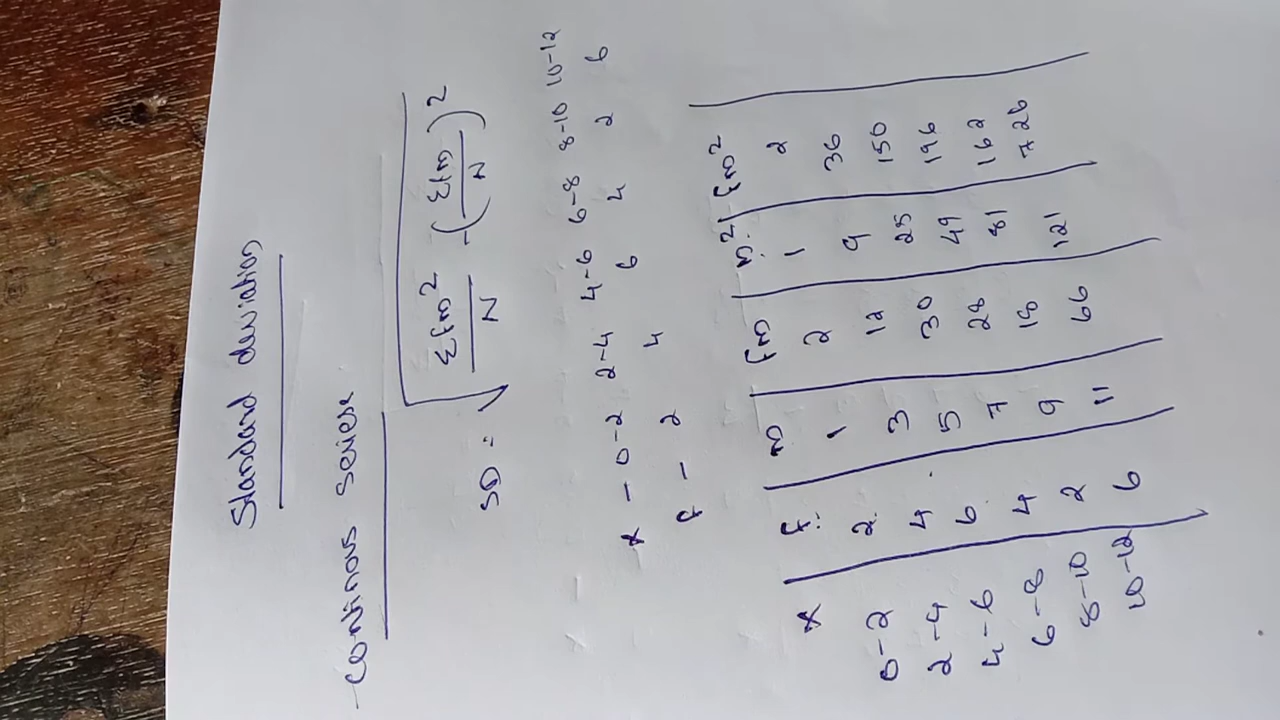 Standard deviation
continous seriese
SD = √ Σfm² / N - ( Σfm / N )²
x - 0-2 2-4 4-6 6-8 8-10 10-12
f - 2 4 6 4 2 6
x f. m fm m². fm²
0-2 2 1 2 1 2
2-4 4 3 12 9 36
4-6 6 5 30 25 150
6-8 4 7 28 49 196
8-10 2 9 18 81 162
10-12 6 11 66 121 726